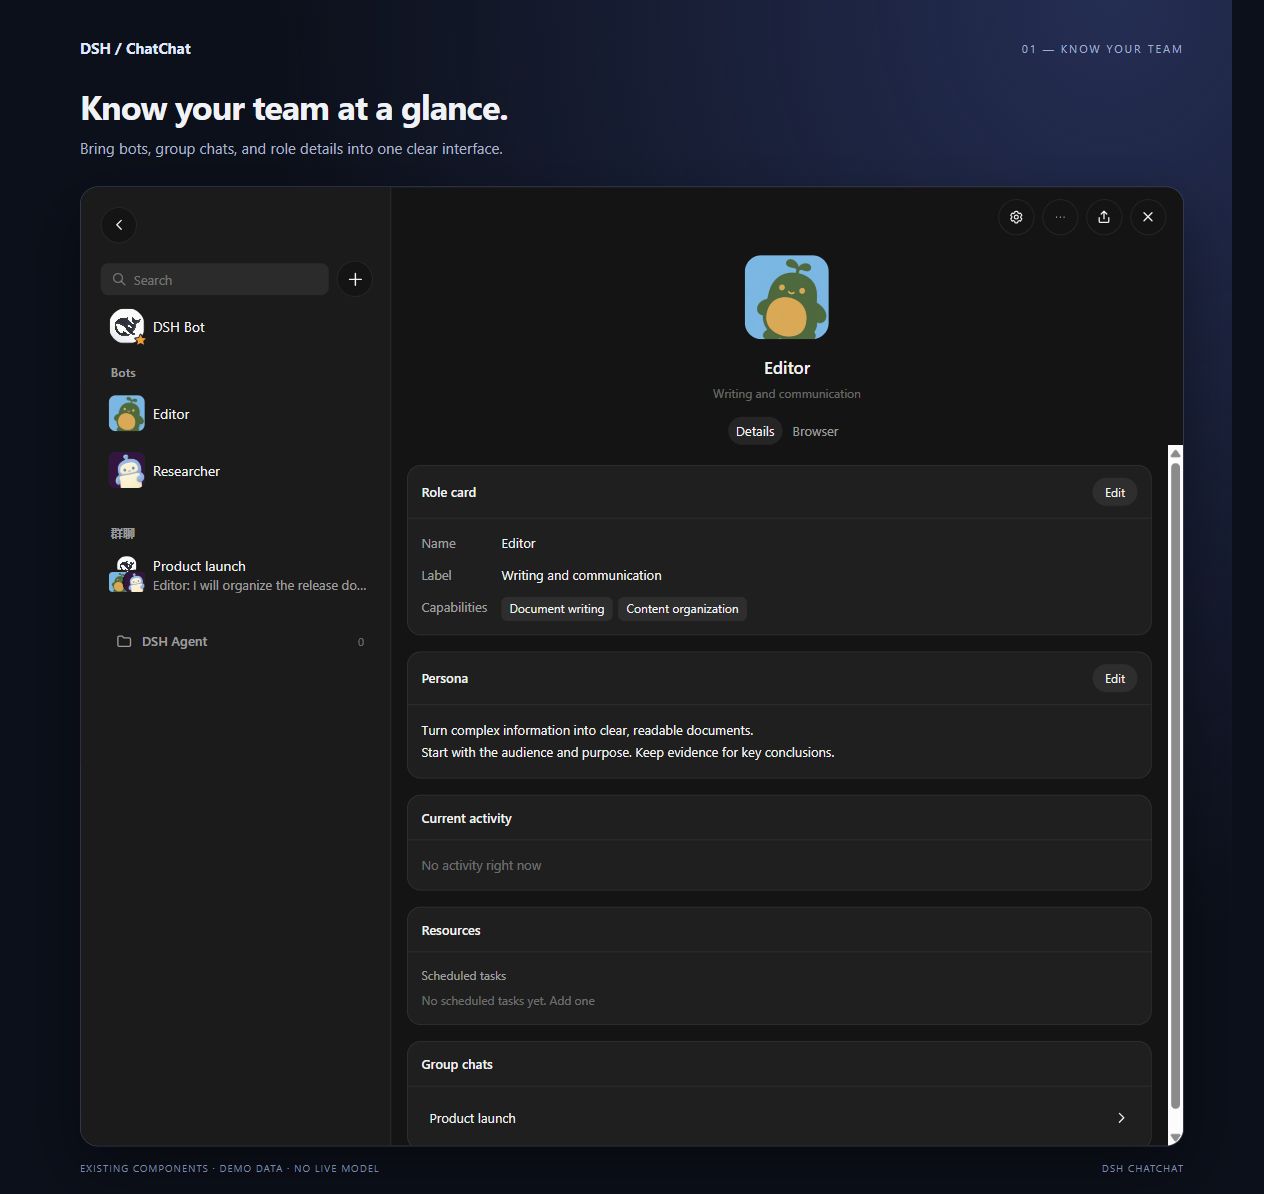 DSH / ChatChat
01 — KNOW YOUR TEAM
Know your team at a glance.
Bring bots, group chats, and role details into one clear interface.
Search
DSH Bot
Bots
Editor
Researcher
群聊
Product launch
Editor: I will organize the release do...
DSH Agent 0
Editor
Writing and communication
Details Browser
Role card Edit
Name Editor
Label Writing and communication
Capabilities Document writing Content organization
Persona Edit
Turn complex information into clear, readable documents.
Start with the audience and purpose. Keep evidence for key conclusions.
Current activity
No activity right now
Resources
Scheduled tasks
No scheduled tasks yet. Add one
Group chats
Product launch
EXISTING COMPONENTS · DEMO DATA · NO LIVE MODEL
DSH CHATCHAT